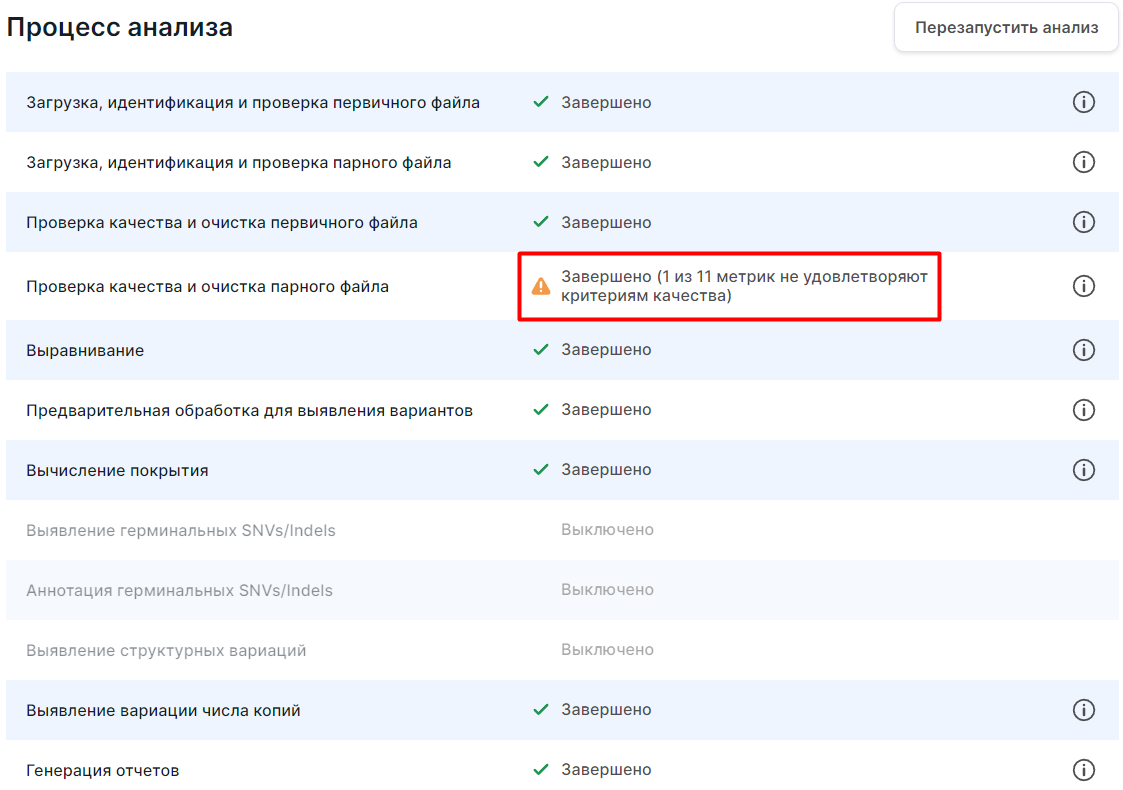 Процесс анализа
Перезапустить анализ
Загрузка, идентификация и проверка первичного файла
Завершено
Загрузка, идентификация и проверка парного файла
Завершено
Проверка качества и очистка первичного файла
Завершено
Проверка качества и очистка парного файла
Завершено (1 из 11 метрик не удовлетворяют
критериям качества)
Выравнивание
Завершено
Предварительная обработка для выявления вариантов
Завершено
Вычисление покрытия
Завершено
Выявление герминальных SNVs/Indels
Выключено
Аннотация герминальных SNVs/Indels
Выключено
Выявление структурных вариаций
Выключено
Выявление вариации числа копий
Завершено
Генерация отчетов
Завершено